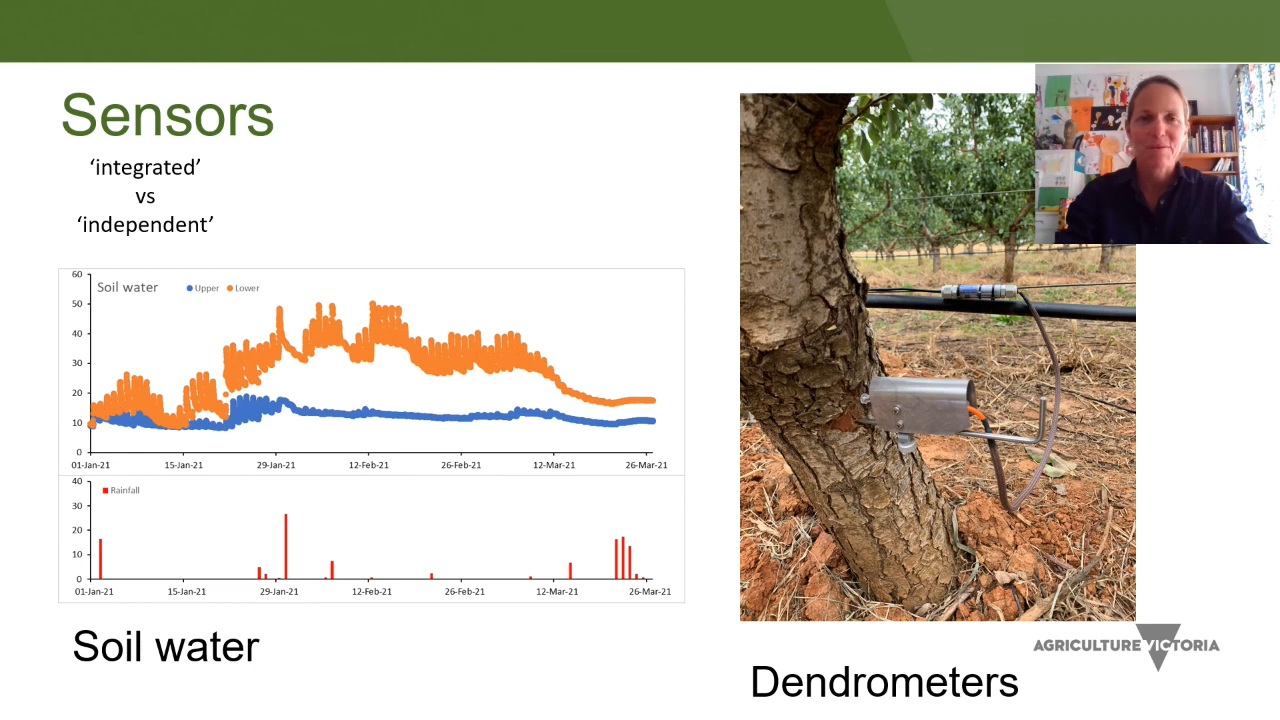 Sensors
‘integrated’
vs
‘independent’
Soil water
Upper
Lower
60
50
40
30
20
10
0
01-Jan-21
15-Jan-21
29-Jan-21
12-Feb-21
26-Feb-21
12-Mar-21
26-Mar-21
Rainfall
40
30
20
10
0
01-Jan-21
15-Jan-21
29-Jan-21
12-Feb-21
26-Feb-21
12-Mar-21
26-Mar-21
Soil water
AGRICULTURE VICTORIA
Dendrometers